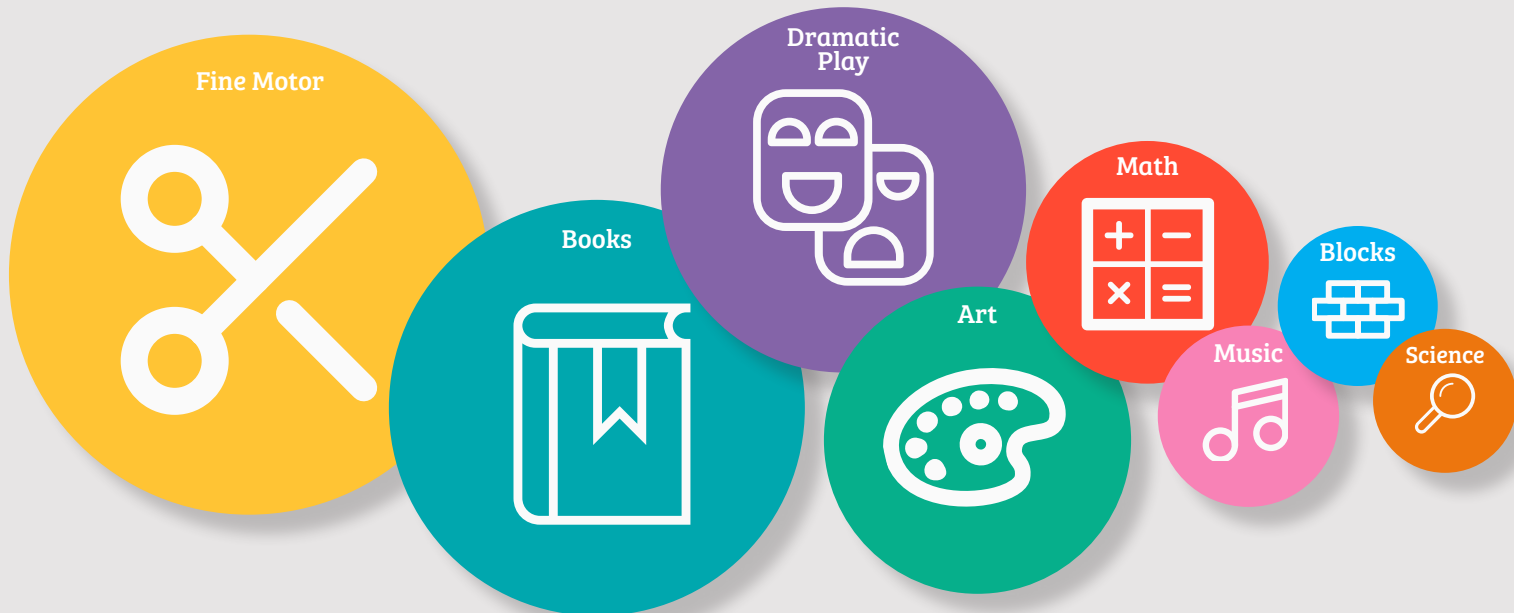 Fine Motor
Books
Dramatic
Play
Art
Math
Music
Blocks
Science